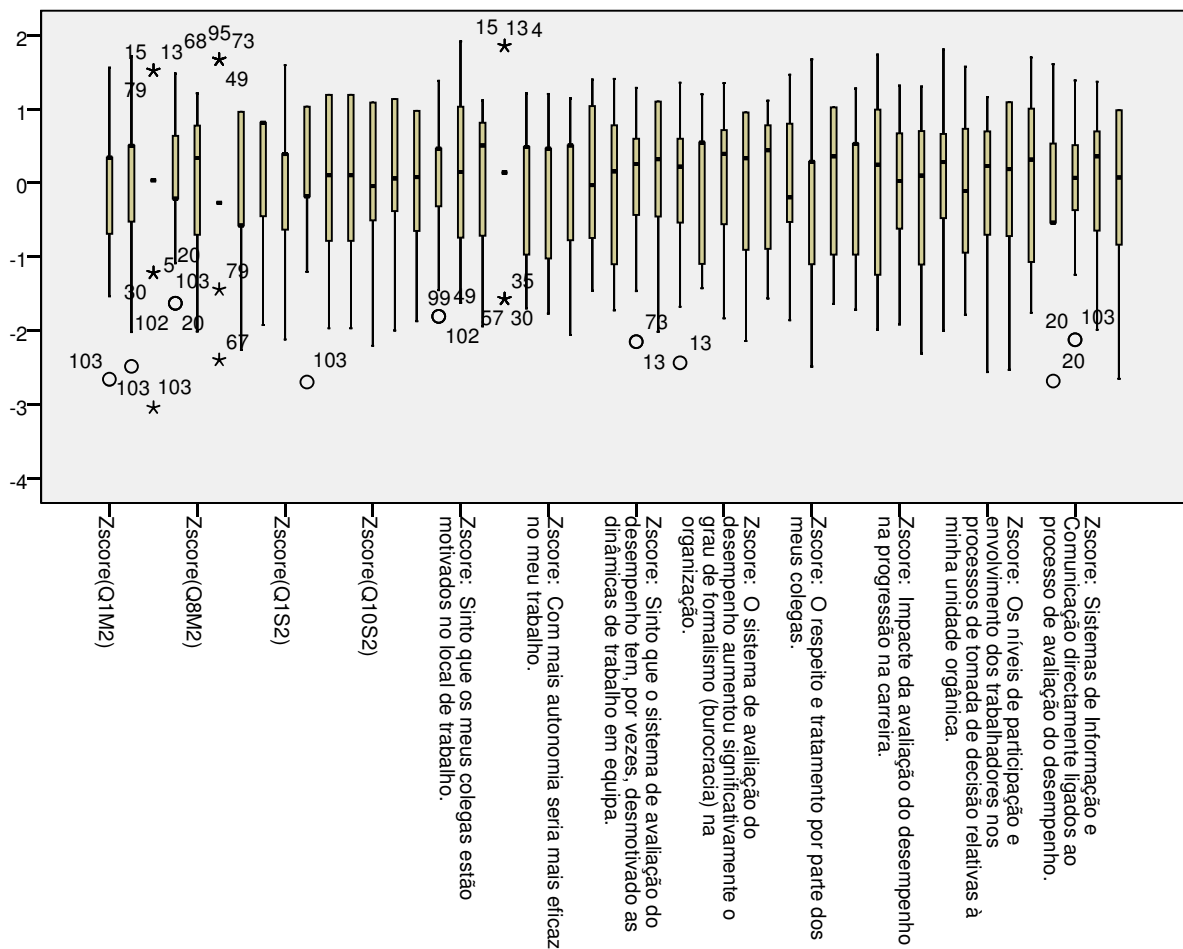 2
1
0
-1
-2
-3
-4
15
13
79
68
95
73
49
15
13
4
5
20
30
103
79
102
20
67
103
103
103
103
99
49
102
35
57
30
73
13
13
20
103
20
Zscore(Q1M2)
Zscore(Q8M2)
Zscore(Q1S2)
Zscore(Q10S2)
Zscore: Sinto que os meus colegas estão
motivados no local de trabalho.
Zscore: Com mais autonomia seria mais eficaz
no meu trabalho.
Zscore: Sinto que o sistema de avaliação do
desempenho tem, por vezes, desmotivado as
dinâmicas de trabalho em equipa.
Zscore: O sistema de avaliação do
desempenho aumentou significativamente o
grau de formalismo (burocracia) na
organização.
Zscore: O respeito e tratamento por parte dos
meus colegas.
Zscore: Impacte da avaliação do desempenho
na progressão na carreira.
Zscore: Os níveis de participação e
envolvimento dos trabalhadores nos
processos de tomada de decisão relativas à
minha unidade orgânica.
Zscore: Sistemas de Informação e
Comunicação directamente ligados ao
processo de avaliação do desempenho.